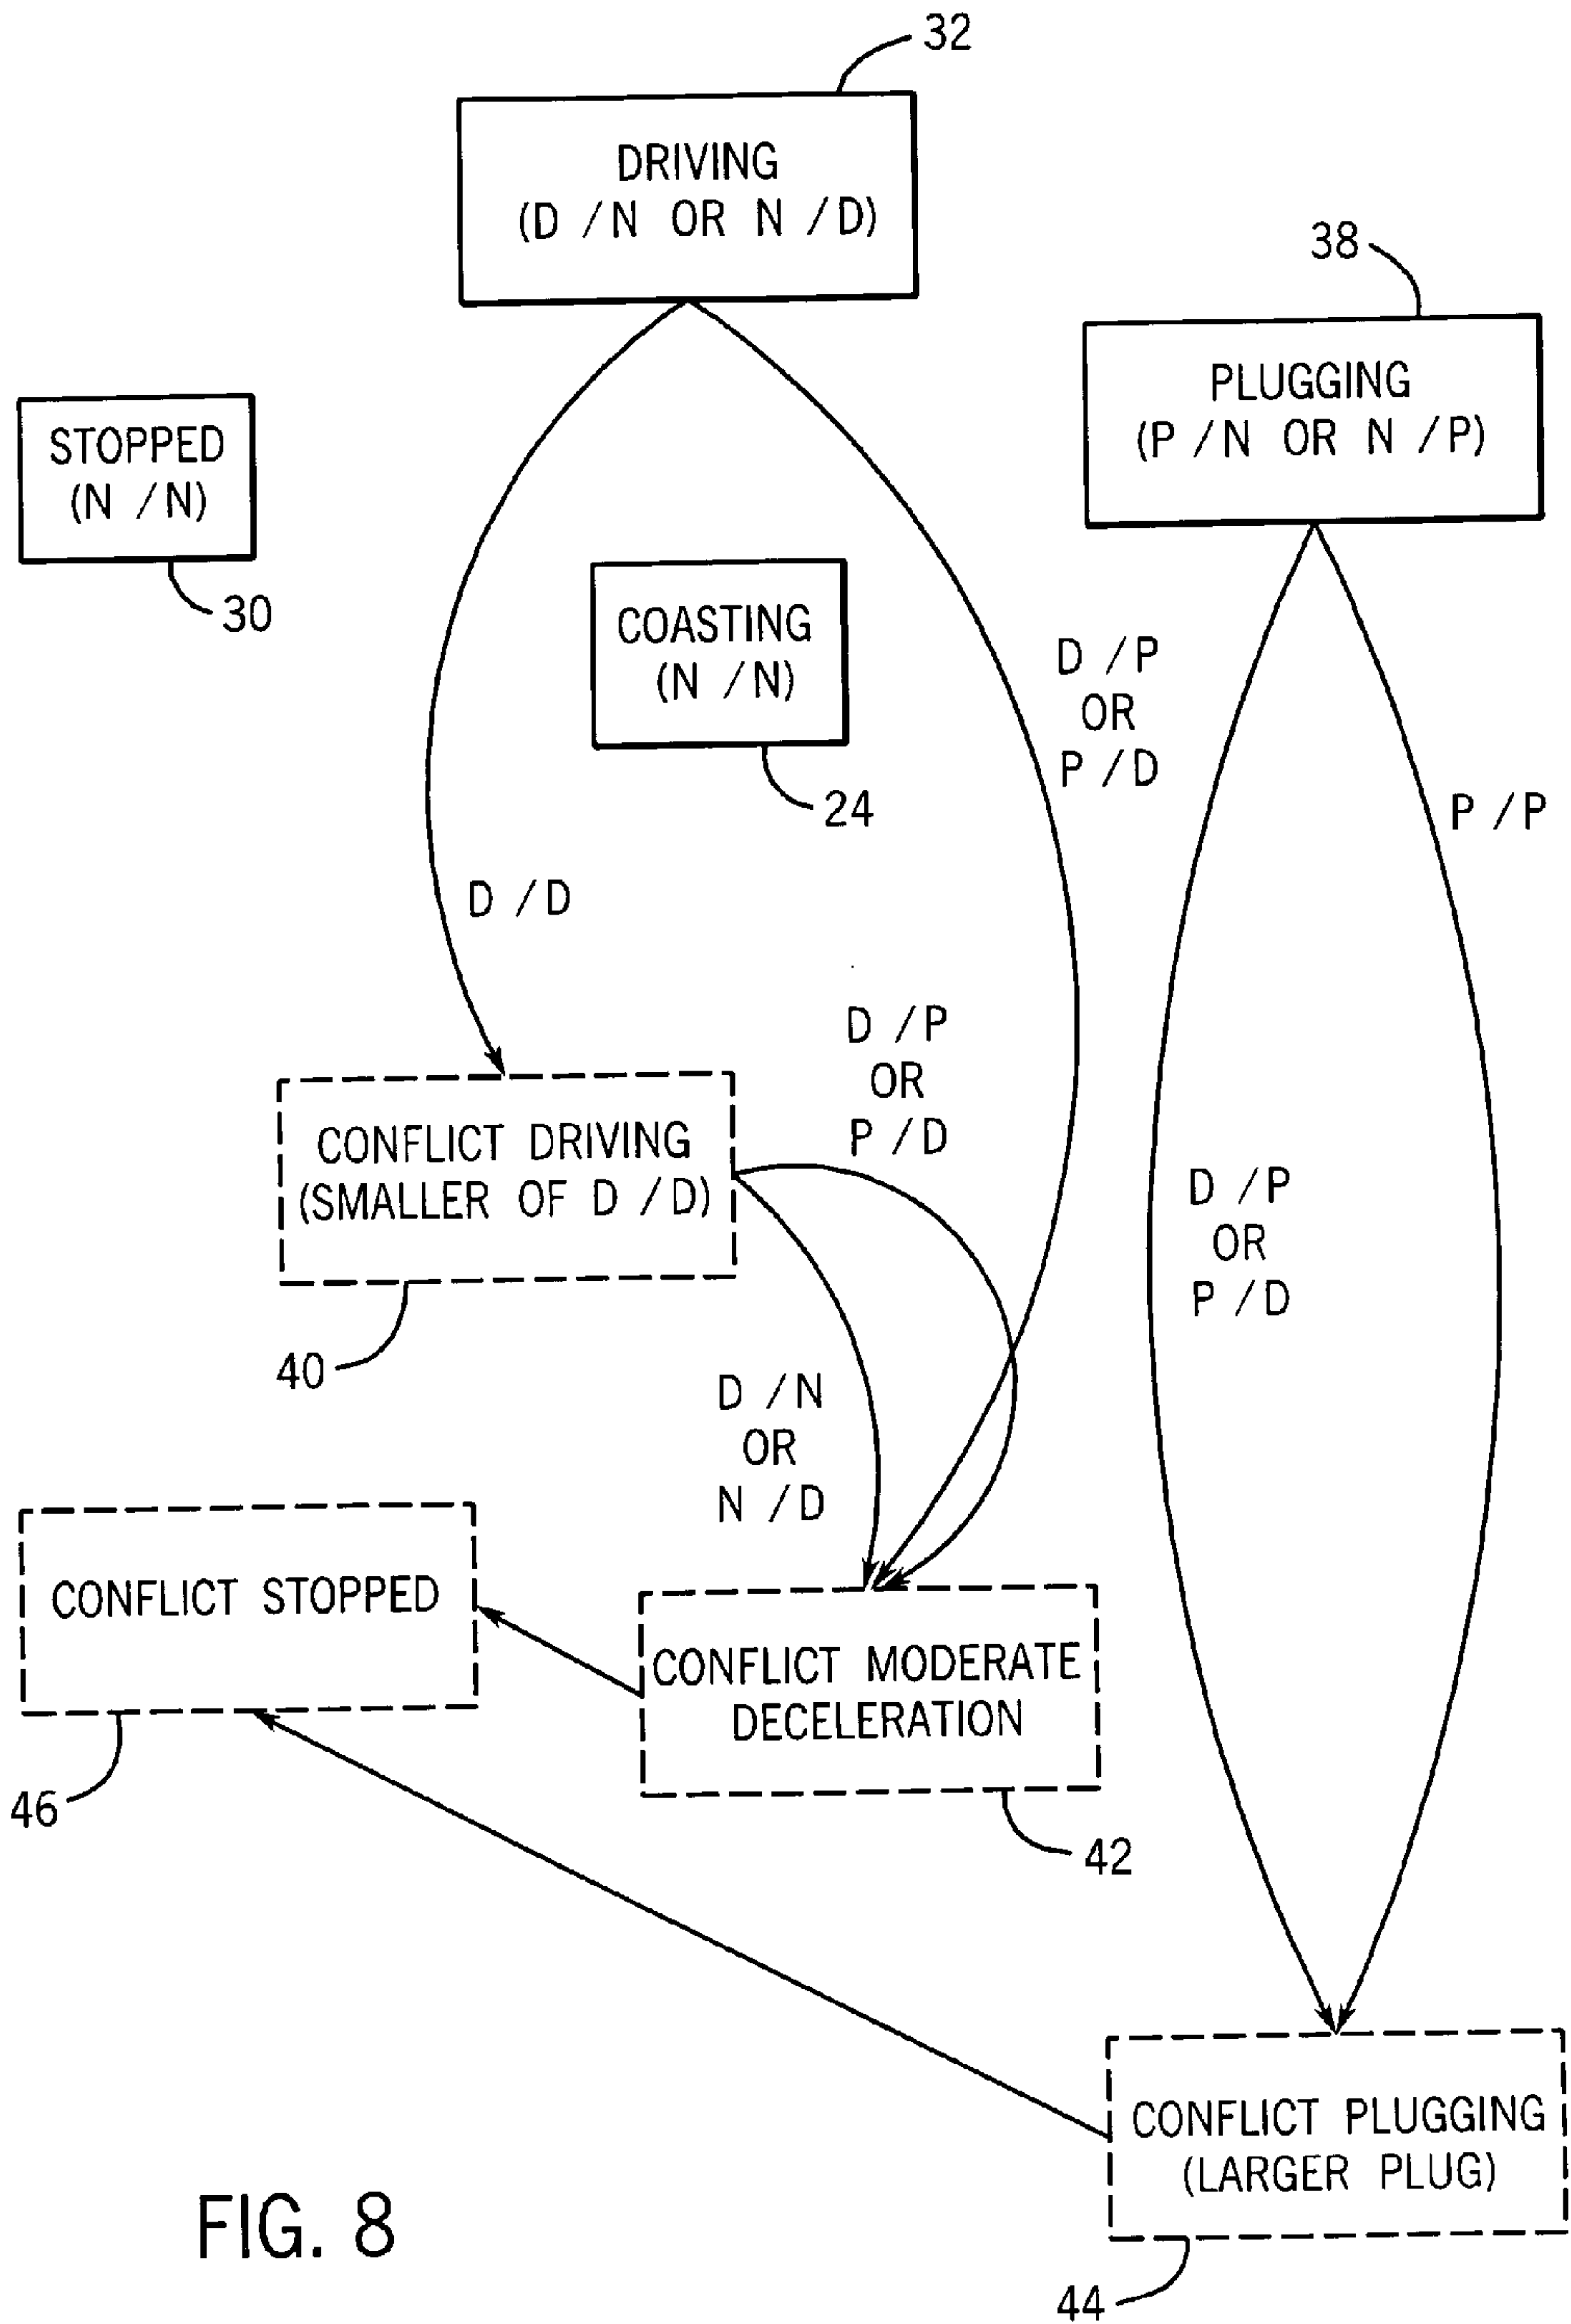 32
DRIVING
(D /N OR N /D)
38
PLUGGING
(P /N OR N /P)
STOPPED
(N /N)
30
COASTING
(N /N)
24
D /P
OR
P /D
P /P
D /D
D /P
OR
P /D
CONFLICT DRIVING
(SMALLER OF D /D)
40
D /P
OR
P /D
D /N
OR
N /D
CONFLICT STOPPED
46
CONFLICT MODERATE
DECELERATION
42
CONFLICT PLUGGING
(LARGER PLUG)
44
FIG. 8